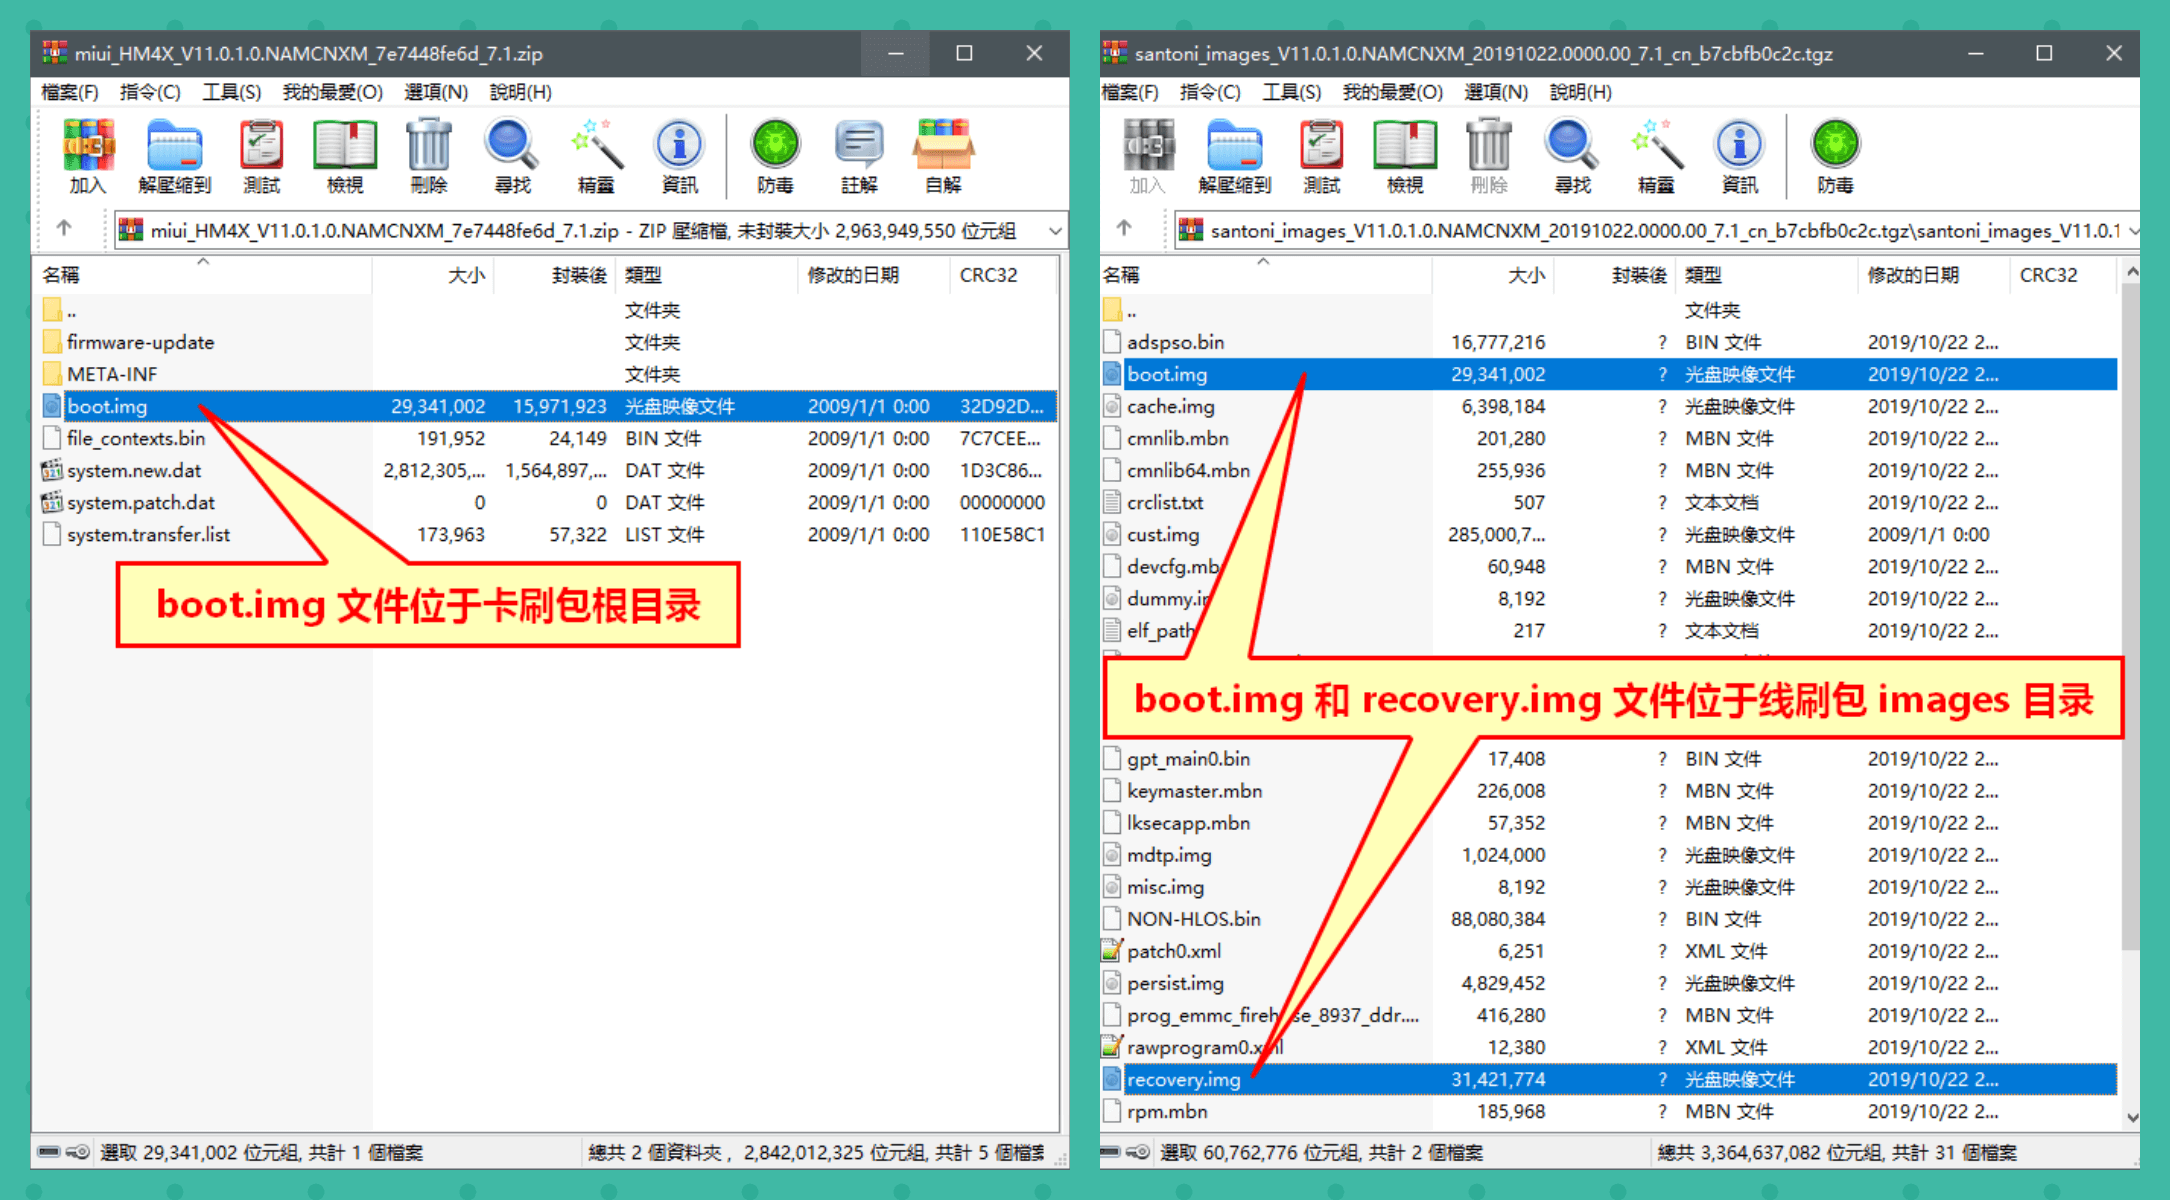 miui_HM4X_V11.0.1.0.NAMCNXM_7e7448fe6d_7.1.zip
檔案(F) 指令(C) 工具(S) 我的最愛(O) 選項(N) 說明(H)
加入 解壓縮到 測試 檢視 刪除 尋找 精靈 資訊 防毒 註解 自解
miui_HM4X_V11.0.1.0.NAMCNXM_7e7448fe6d_7.1.zip - ZIP 壓縮檔, 未封裝大小 2,963,949,550 位元組
名稱 大小 封裝後 類型 修改的日期 CRC32
.. 文件夹
firmware-update 文件夹
META-INF 文件夹
boot.img 29,341,002 15,971,923 光盘映像文件 2009/1/1 0:00 32D92D...
file_contexts.bin 191,952 24,149 BIN 文件 2009/1/1 0:00 7C7CEE...
system.new.dat 2,812,305,... 1,564,897,... DAT 文件 2009/1/1 0:00 1D3C86...
system.patch.dat 0 0 DAT 文件 2009/1/1 0:00 00000000
system.transfer.list 173,963 57,322 LIST 文件 2009/1/1 0:00 110E58C1
boot.img 文件位于卡刷包根目录
選取 29,341,002 位元組, 共計 1 個檔案 總共 2 個資料夾, 2,842,012,325 位元組, 共計 5 個檔案
santoni_images_V11.0.1.0.NAMCNXM_20191022.0000.00_7.1_cn_b7cbfb0c2c.tgz
檔案(F) 指令(C) 工具(S) 我的最愛(O) 選項(N) 說明(H)
加入 解壓縮到 測試 檢視 刪除 尋找 精靈 資訊 防毒
santoni_images_V11.0.1.0.NAMCNXM_20191022.0000.00_7.1_cn_b7cbfb0c2c.tgz\santoni_images_V11.0.1
名稱 大小 封裝後 類型 修改的日期 CRC32
.. 文件夹
adspso.bin 16,777,216 ? BIN 文件 2019/10/22 2...
boot.img 29,341,002 ? 光盘映像文件 2019/10/22 2...
cache.img 6,398,184 ? 光盘映像文件 2019/10/22 2...
cmnlib.mbn 201,280 ? MBN 文件 2019/10/22 2...
cmnlib64.mbn 255,936 ? MBN 文件 2019/10/22 2...
crclist.txt 507 ? 文本文档 2019/10/22 2...
cust.img 285,000,7... ? 光盘映像文件 2009/1/1 0:00
devcfg.mb 60,948 ? MBN 文件 2019/10/22 2...
dummy.i 8,192 ? 光盘映像文件 2019/10/22 2...
elf_path 217 ? 文本文档 2019/10/22 2...
boot.img 和 recovery.img 文件位于线刷包 images 目录
gpt_main0.bin 17,408 ? BIN 文件 2019/10/22 2...
keymaster.mbn 226,008 ? MBN 文件 2019/10/22 2...
lksecapp.mbn 57,352 ? MBN 文件 2019/10/22 2...
mdtp.img 1,024,000 ? 光盘映像文件 2019/10/22 2...
misc.img 8,192 ? 光盘映像文件 2019/10/22 2...
NON-HLOS.bin 88,080,384 ? BIN 文件 2019/10/22 2...
patch0.xml 6,251 ? XML 文件 2019/10/22 2...
persist.img 4,829,452 ? 光盘映像文件 2019/10/22 2...
prog_emmc_fireh se_8937_ddr.... 416,280 ? MBN 文件 2019/10/22 2...
rawprogram0.xml 12,380 ? XML 文件 2019/10/22 2...
recovery.img 31,421,774 ? 光盘映像文件 2019/10/22 2...
rpm.mbn 185,968 ? MBN 文件 2019/10/22 2...
選取 60,762,776 位元組, 共計 2 個檔案 總共 3,364,637,082 位元組, 共計 31 個檔案